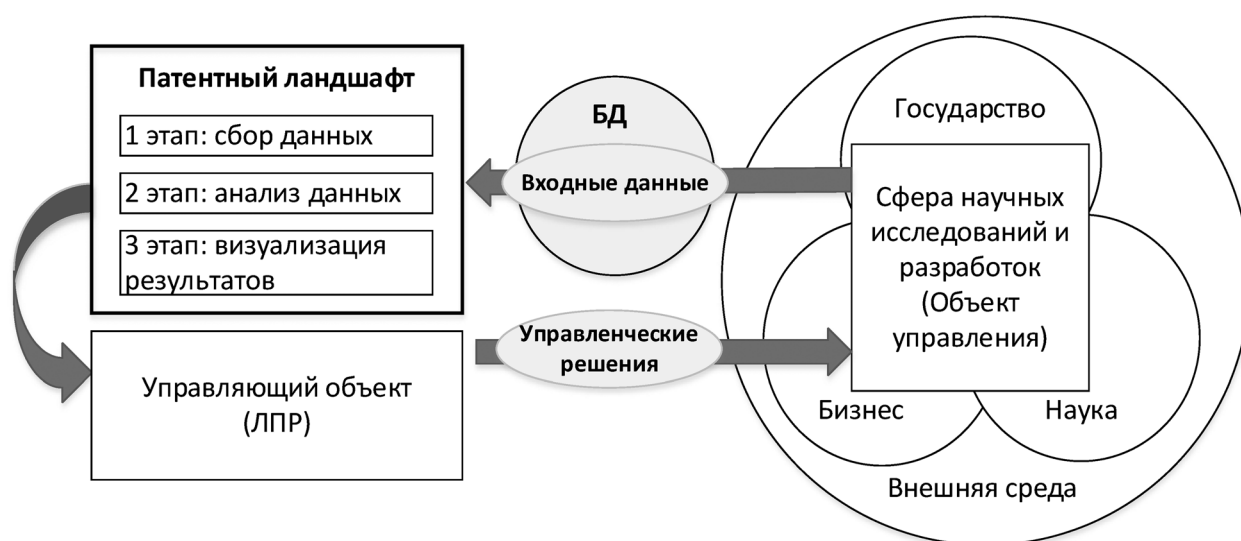 Патентный ландшафт
1 этап: сбор данных
2 этап: анализ данных
3 этап: визуализация
результатов
Управляющий объект
(ЛПР)
БД
Входные данные
Управленческие
решения
Государство
Сфера научных
исследований и
разработок
(Объект
управления)
Бизнес
Наука
Внешняя среда